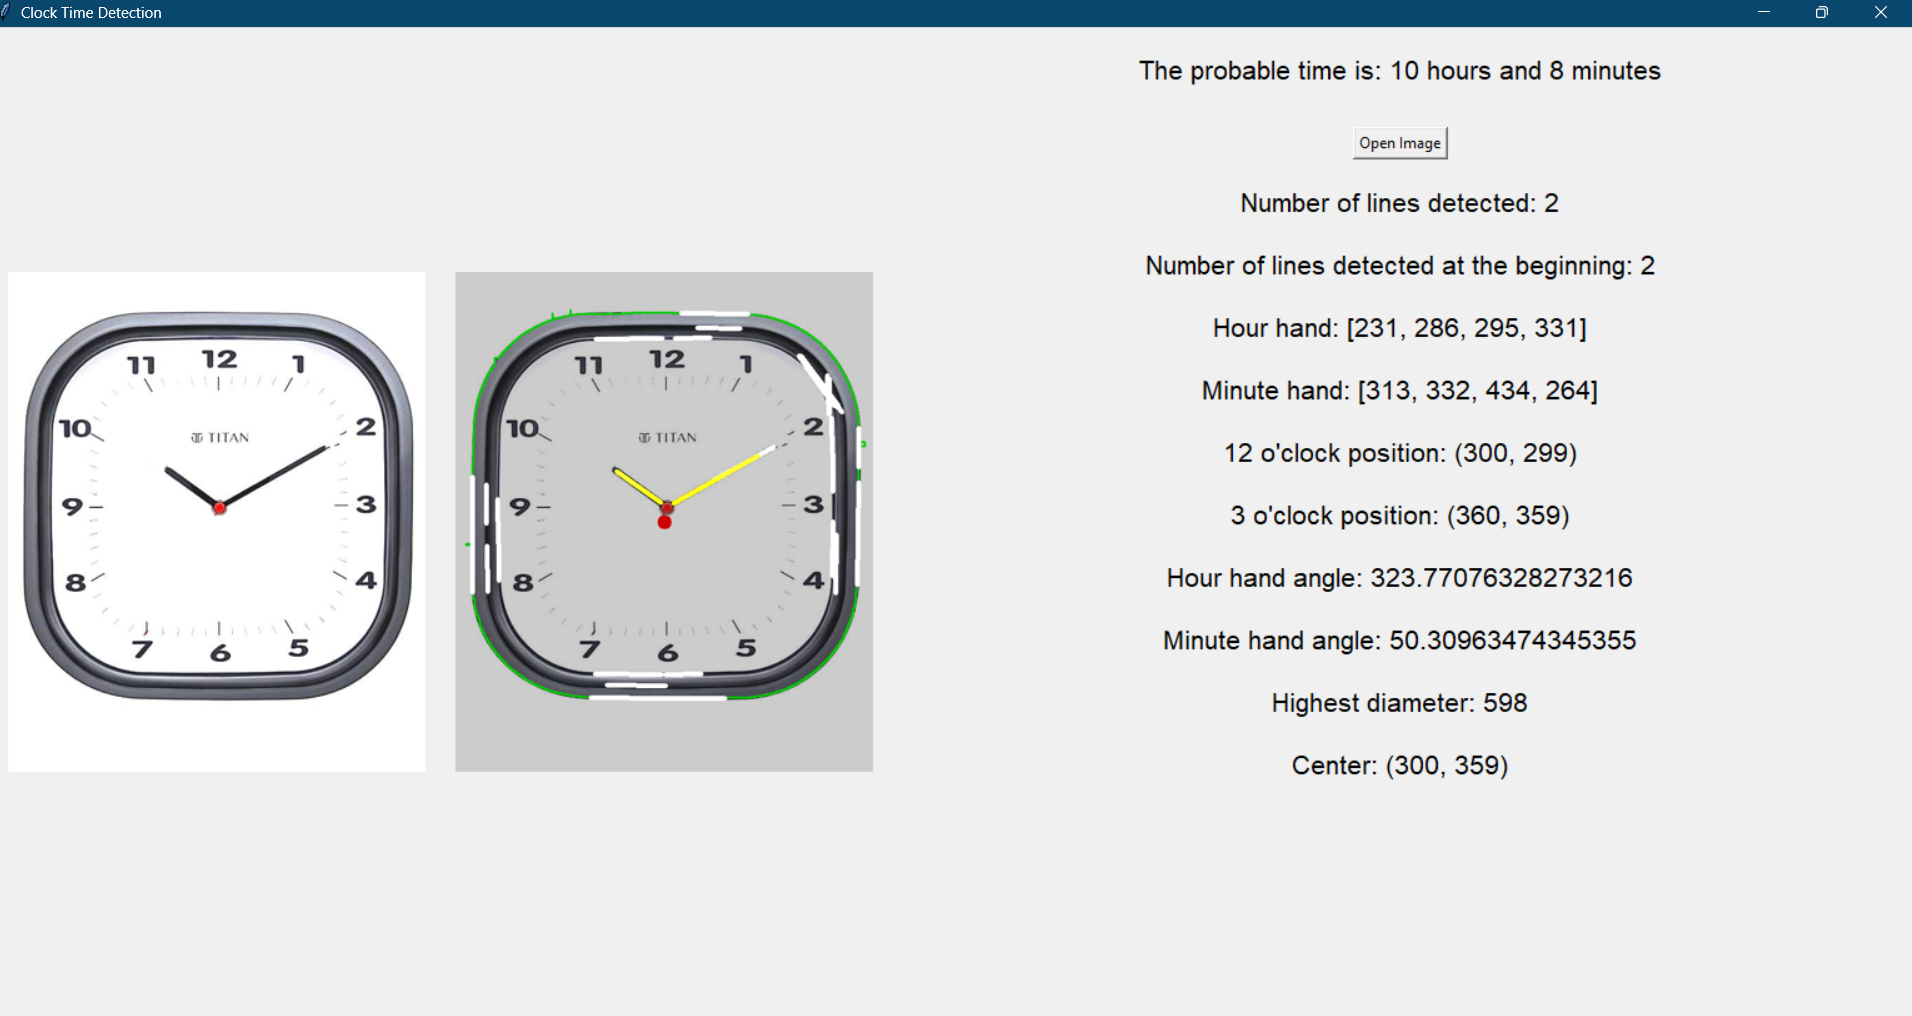 Clock Time Detection
The probable time is: 10 hours and 8 minutes
Open Image
Number of lines detected: 2
Number of lines detected at the beginning: 2
Hour hand: [231, 286, 295, 331]
Minute hand: [313, 332, 434, 264]
12 o'clock position: (300, 299)
3 o'clock position: (360, 359)
Hour hand angle: 323.77076328273216
Minute hand angle: 50.30963474345355
Highest diameter: 598
Center: (300, 359)
11 12 1
10 2
TITAN
9 3
8 4
7 6 5
11 12 1
10 2
TITAN
9 3
8 4
7 6 5